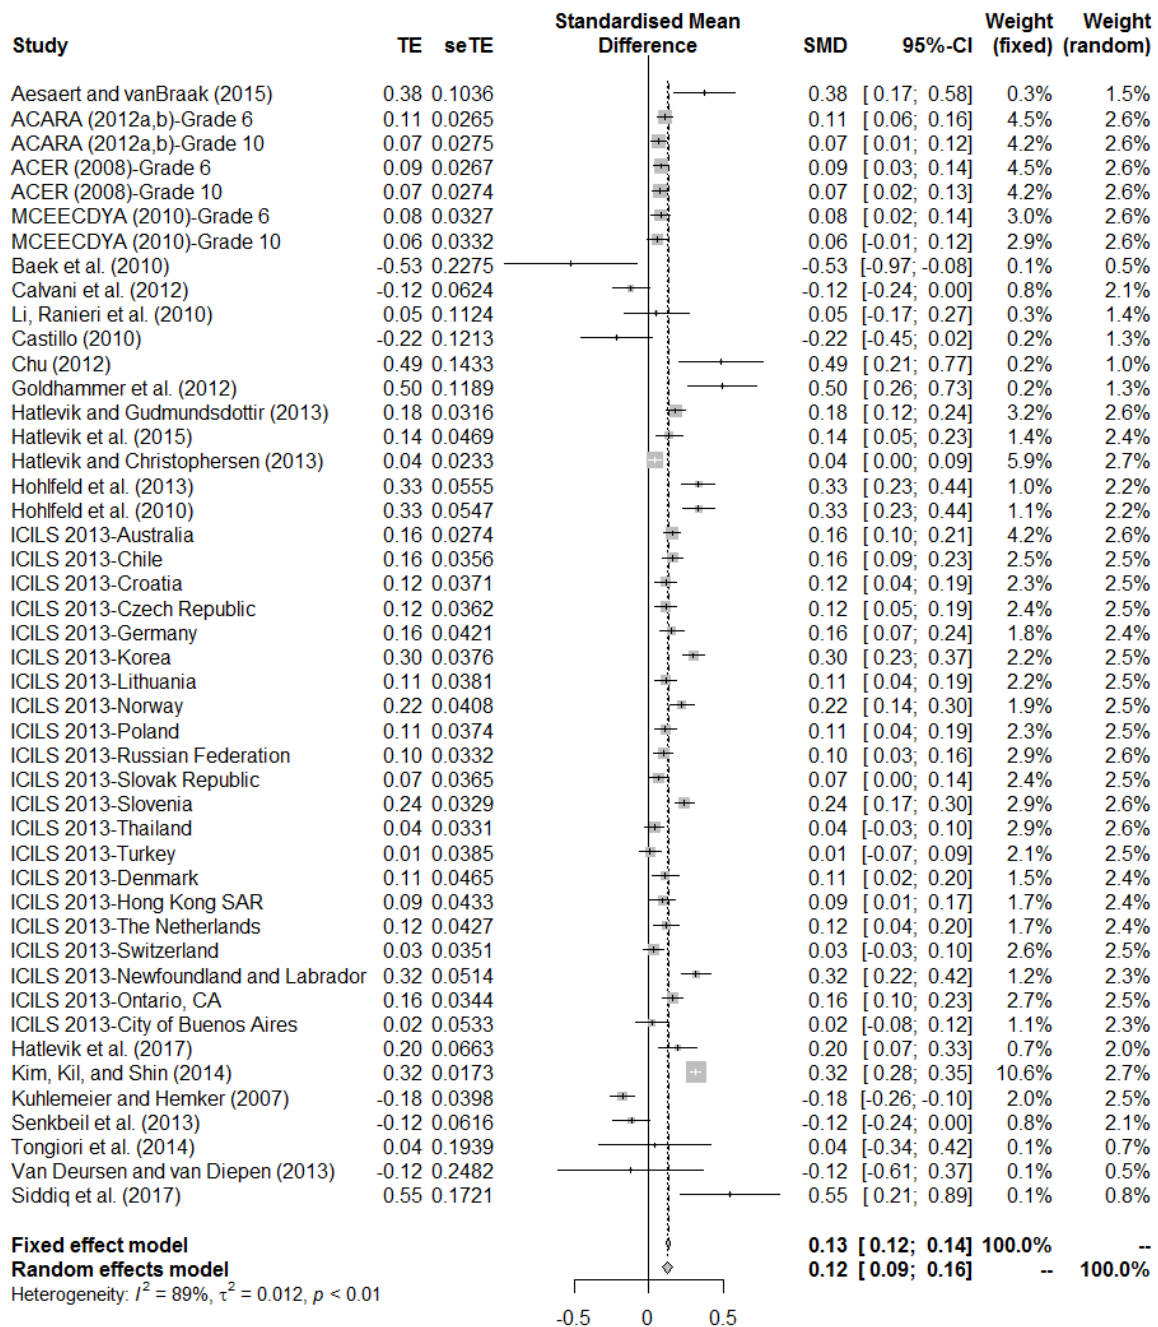 Standardised Mean Weight Weight
Study TE seTE Difference SMD 95%-CI (fixed) (random)
Aesaert and vanBraak (2015) 0.38 0.1036 0.38 [ 0.17; 0.58] 0.3% 1.5%
ACARA (2012a,b)-Grade 6 0.11 0.0265 0.11 [ 0.06; 0.16] 4.5% 2.6%
ACARA (2012a,b)-Grade 10 0.07 0.0275 0.07 [ 0.01; 0.12] 4.2% 2.6%
ACER (2008)-Grade 6 0.09 0.0267 0.09 [ 0.03; 0.14] 4.5% 2.6%
ACER (2008)-Grade 10 0.07 0.0274 0.07 [ 0.02; 0.13] 4.2% 2.6%
MCEECDYA (2010)-Grade 6 0.08 0.0327 0.08 [ 0.02; 0.14] 3.0% 2.6%
MCEECDYA (2010)-Grade 10 0.06 0.0332 0.06 [-0.01; 0.12] 2.9% 2.6%
Baek et al. (2010) -0.53 0.2275 -0.53 [-0.97; -0.08] 0.1% 0.5%
Calvani et al. (2012) -0.12 0.0624 -0.12 [-0.24; 0.00] 0.8% 2.1%
Li, Ranieri et al. (2010) 0.05 0.1124 0.05 [-0.17; 0.27] 0.3% 1.4%
Castillo (2010) -0.22 0.1213 -0.22 [-0.45; 0.02] 0.2% 1.3%
Chu (2012) 0.49 0.1433 0.49 [ 0.21; 0.77] 0.2% 1.0%
Goldhammer et al. (2012) 0.50 0.1189 0.50 [ 0.26; 0.73] 0.2% 1.3%
Hatlevik and Gudmundsdottir (2013) 0.18 0.0316 0.18 [ 0.12; 0.24] 3.2% 2.6%
Hatlevik et al. (2015) 0.14 0.0469 0.14 [ 0.05; 0.23] 1.4% 2.4%
Hatlevik and Christophersen (2013) 0.04 0.0233 0.04 [ 0.00; 0.09] 5.9% 2.7%
Hohlfeld et al. (2013) 0.33 0.0555 0.33 [ 0.23; 0.44] 1.0% 2.2%
Hohlfeld et al. (2010) 0.33 0.0547 0.33 [ 0.23; 0.44] 1.1% 2.2%
ICILS 2013-Australia 0.16 0.0274 0.16 [ 0.10; 0.21] 4.2% 2.6%
ICILS 2013-Chile 0.16 0.0356 0.16 [ 0.09; 0.23] 2.5% 2.5%
ICILS 2013-Croatia 0.12 0.0371 0.12 [ 0.04; 0.19] 2.3% 2.5%
ICILS 2013-Czech Republic 0.12 0.0362 0.12 [ 0.05; 0.19] 2.4% 2.5%
ICILS 2013-Germany 0.16 0.0421 0.16 [ 0.07; 0.24] 1.8% 2.4%
ICILS 2013-Korea 0.30 0.0376 0.30 [ 0.23; 0.37] 2.2% 2.5%
ICILS 2013-Lithuania 0.11 0.0381 0.11 [ 0.04; 0.19] 2.2% 2.5%
ICILS 2013-Norway 0.22 0.0408 0.22 [ 0.14; 0.30] 1.9% 2.5%
ICILS 2013-Poland 0.11 0.0374 0.11 [ 0.04; 0.19] 2.3% 2.5%
ICILS 2013-Russian Federation 0.10 0.0332 0.10 [ 0.03; 0.16] 2.9% 2.6%
ICILS 2013-Slovak Republic 0.07 0.0365 0.07 [ 0.00; 0.14] 2.4% 2.5%
ICILS 2013-Slovenia 0.24 0.0329 0.24 [ 0.17; 0.30] 2.9% 2.6%
ICILS 2013-Thailand 0.04 0.0331 0.04 [-0.03; 0.10] 2.9% 2.6%
ICILS 2013-Turkey 0.01 0.0385 0.01 [-0.07; 0.09] 2.1% 2.5%
ICILS 2013-Denmark 0.11 0.0465 0.11 [ 0.02; 0.20] 1.5% 2.4%
ICILS 2013-Hong Kong SAR 0.09 0.0433 0.09 [ 0.01; 0.17] 1.7% 2.4%
ICILS 2013-The Netherlands 0.12 0.0427 0.12 [ 0.04; 0.20] 1.7% 2.4%
ICILS 2013-Switzerland 0.03 0.0351 0.03 [-0.03; 0.10] 2.6% 2.5%
ICILS 2013-Newfoundland and Labrador 0.32 0.0514 0.32 [ 0.22; 0.42] 1.2% 2.3%
ICILS 2013-Ontario, CA 0.16 0.0344 0.16 [ 0.10; 0.23] 2.7% 2.5%
ICILS 2013-City of Buenos Aires 0.02 0.0533 0.02 [-0.08; 0.12] 1.1% 2.3%
Hatlevik et al. (2017) 0.20 0.0663 0.20 [ 0.07; 0.33] 0.7% 2.0%
Kim, Kil, and Shin (2014) 0.32 0.0173 0.32 [ 0.28; 0.35] 10.6% 2.7%
Kuhlemeier and Hemker (2007) -0.18 0.0398 -0.18 [-0.26; -0.10] 2.0% 2.5%
Senkbeil et al. (2013) -0.12 0.0616 -0.12 [-0.24; 0.00] 0.8% 2.1%
Tongiori et al. (2014) 0.04 0.1939 0.04 [-0.34; 0.42] 0.1% 0.7%
Van Deursen and van Diepen (2013) -0.12 0.2482 -0.12 [-0.61; 0.37] 0.1% 0.5%
Siddiq et al. (2017) 0.55 0.1721 0.55 [ 0.21; 0.89] 0.1% 0.8%
Fixed effect model 0.13 [ 0.12; 0.14] 100.0% --
Random effects model 0.12 [ 0.09; 0.16] -- 100.0%
Heterogeneity: I² = 89%, τ² = 0.012, p < 0.01
-0.5 0 0.5